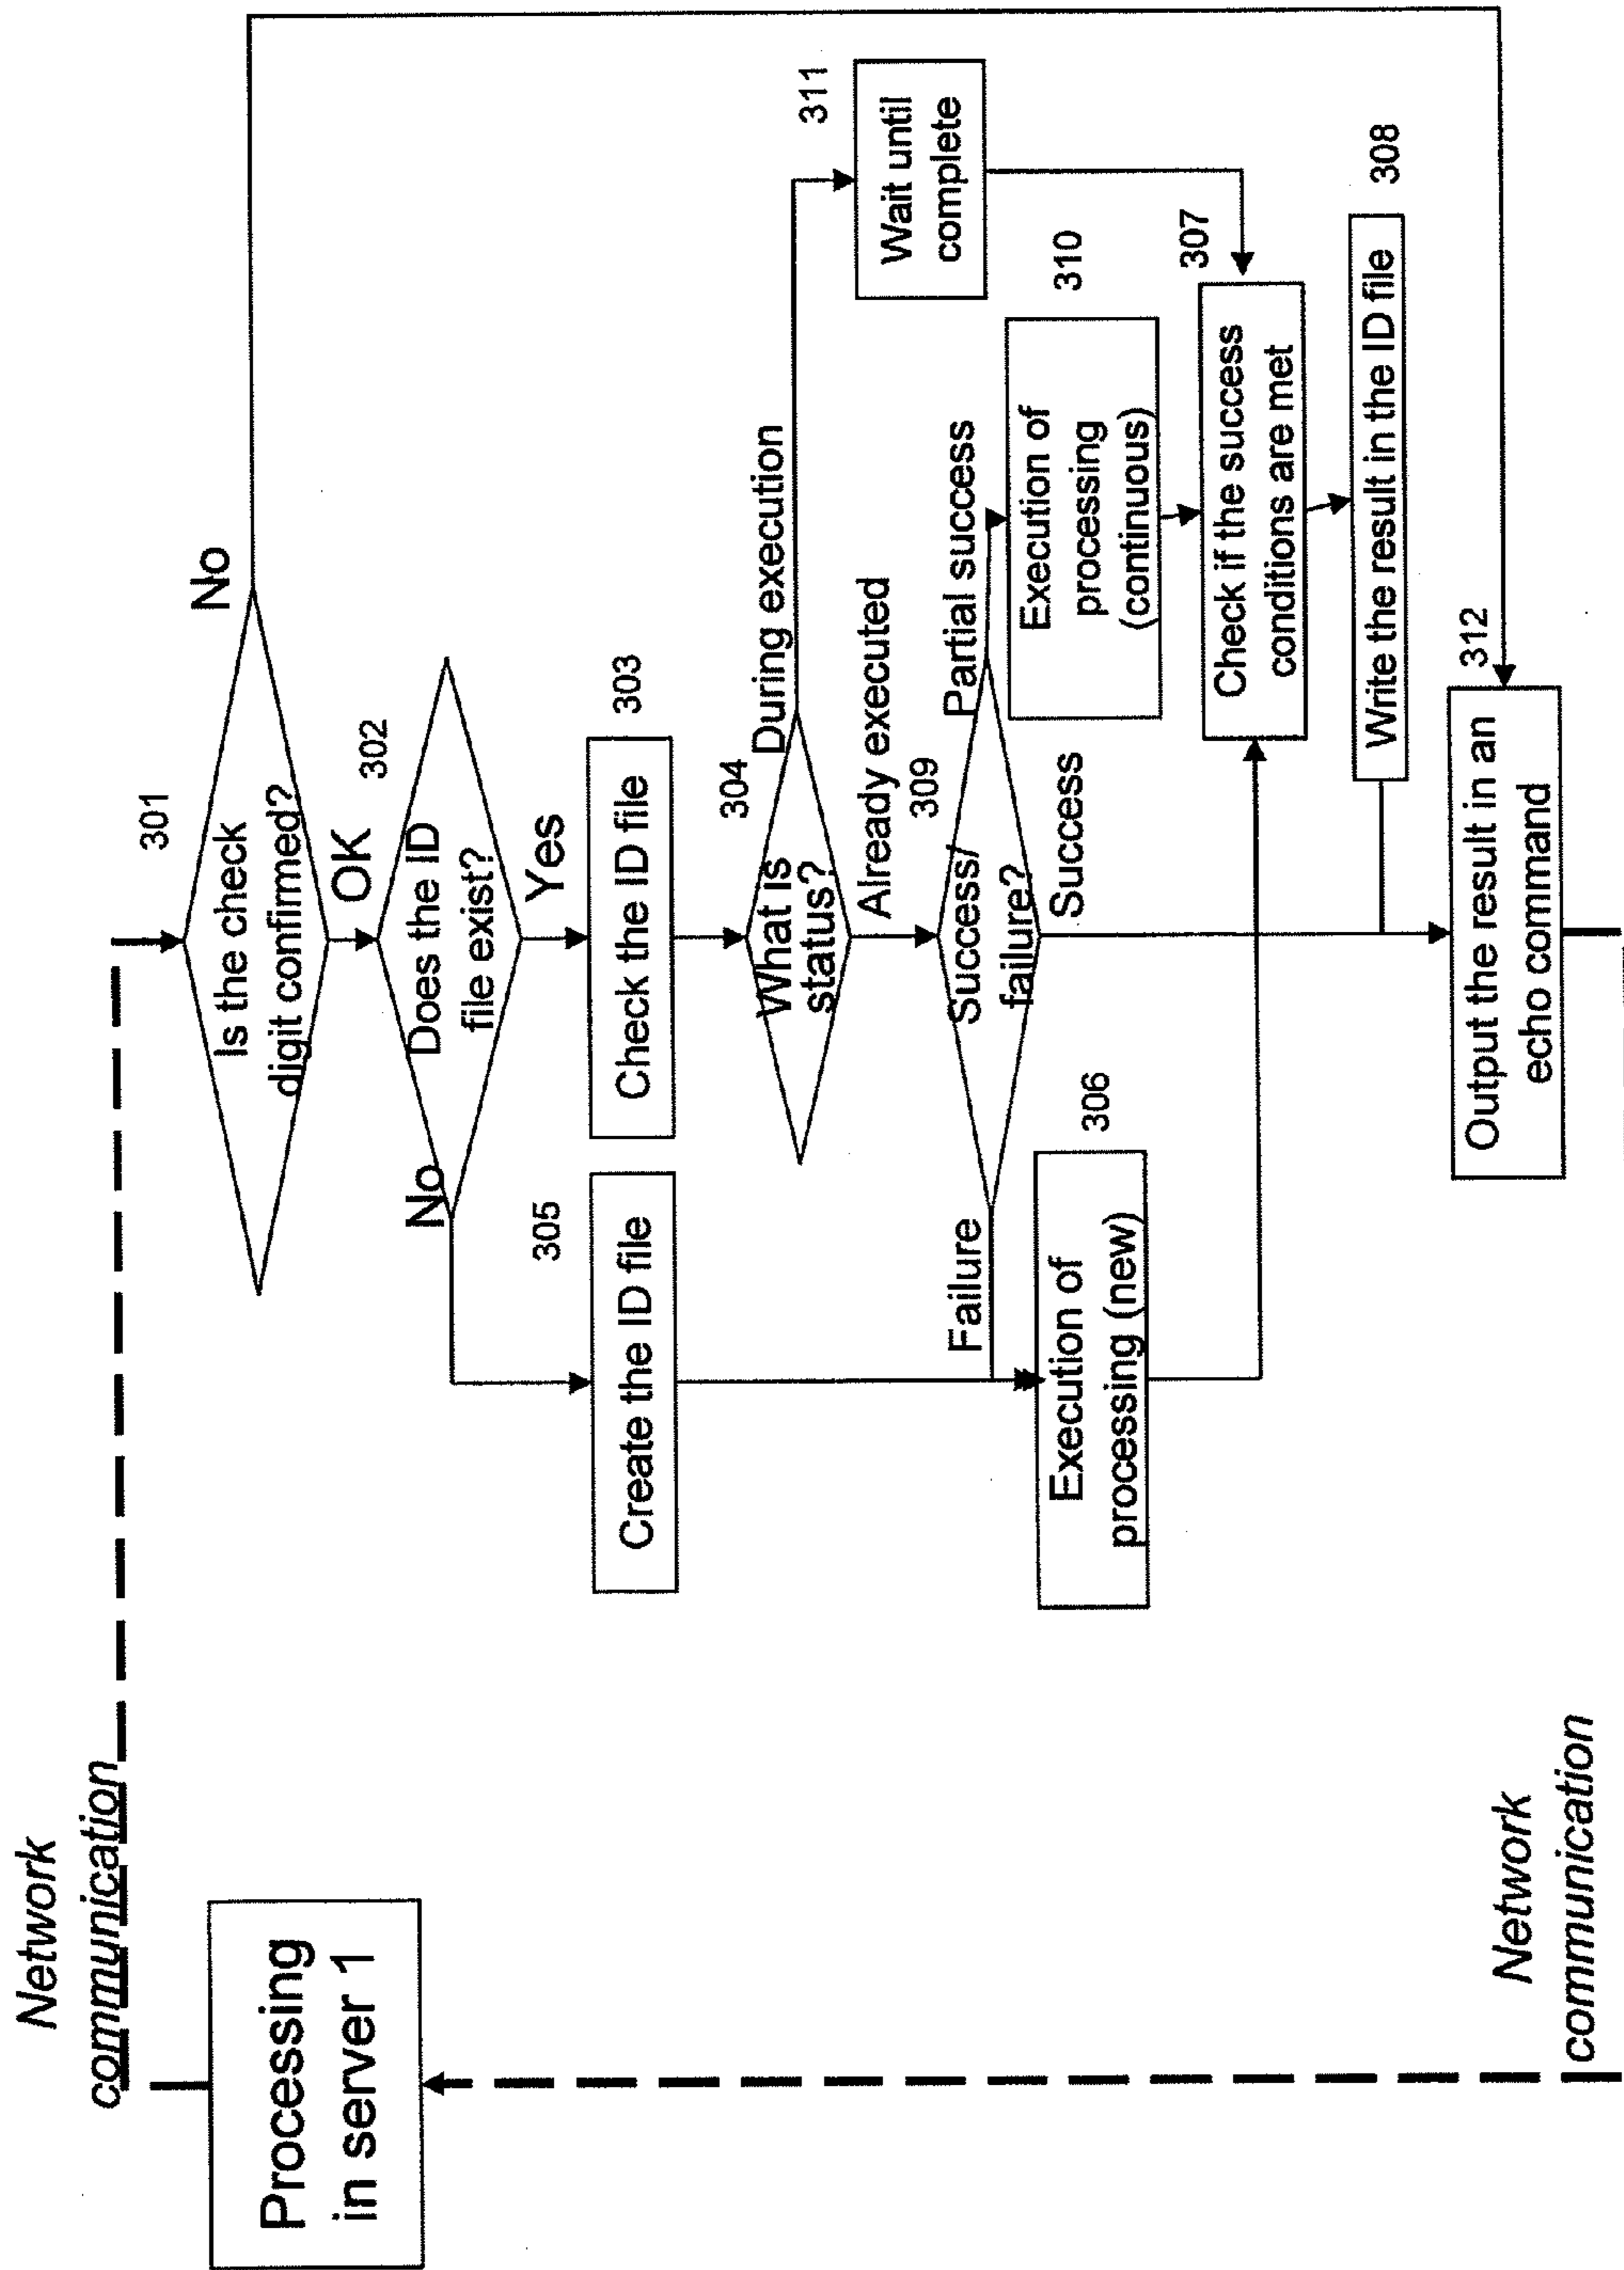 Network
communication
Processing
in server 1
301
Is the check
digit confirmed?
No
OK
302
Does the ID
file exist?
No
Yes
303
Check the ID file
305
Create the ID file
304
What is
status?
During execution
311
Wait until
complete
Already executed
309
Success/
failure?
Failure
Partial success
Success
306
Execution of
processing (new)
310
Execution of
processing
(continuous)
307
Check if the success
conditions are met
308
Write the result in the ID file
312
Output the result in an
echo command
Network
communication